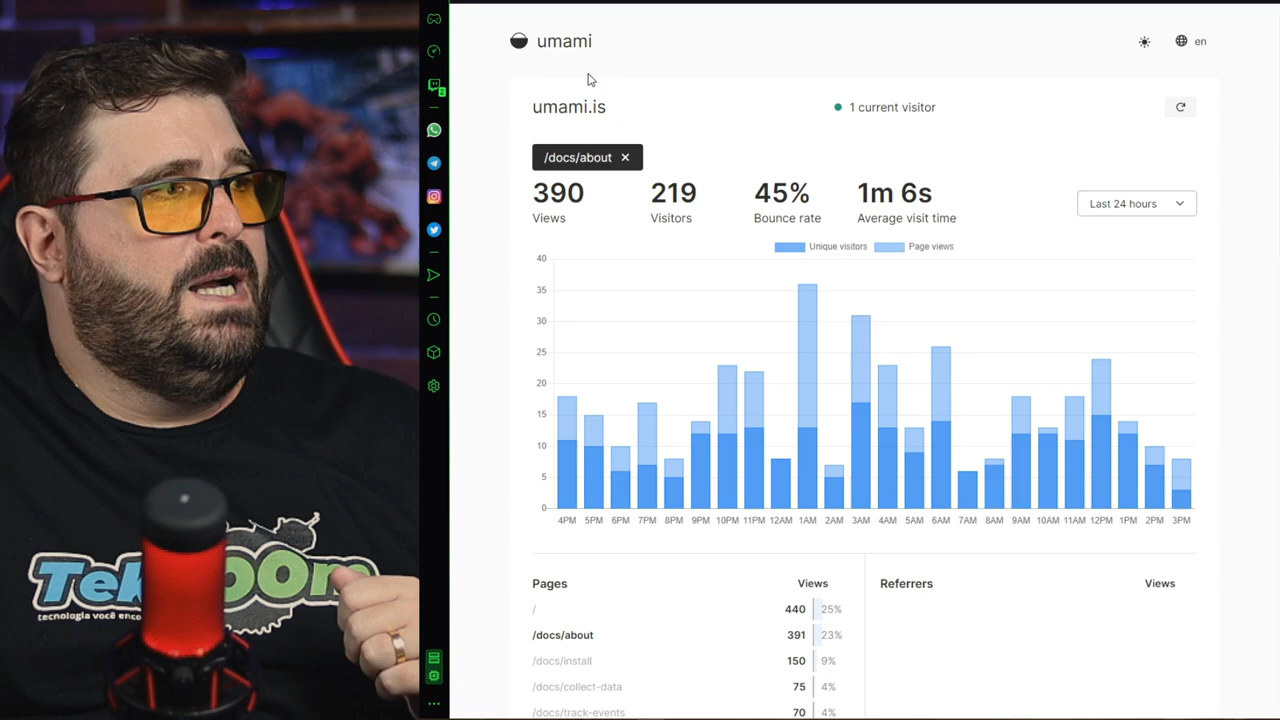 umami
en
umami.is
1 current visitor
/docs/about ✕
390 219 45% 1m 6s
Views Visitors Bounce rate Average visit time
Last 24 hours
Unique visitors Page views
40
35
30
25
20
15
10
5
0
4PM 5PM 6PM 7PM 8PM 9PM 10PM 11PM 12AM 1AM 2AM 3AM 4AM 5AM 6AM 7AM 8AM 9AM 10AM 11AM 12PM 1PM 2PM 3PM
Pages Views
/ 440 25%
/docs/about 391 23%
/docs/install 150 9%
/docs/collect-data 75 4%
/docs/track-events 70 4%
Referrers Views
2
tecnologia você